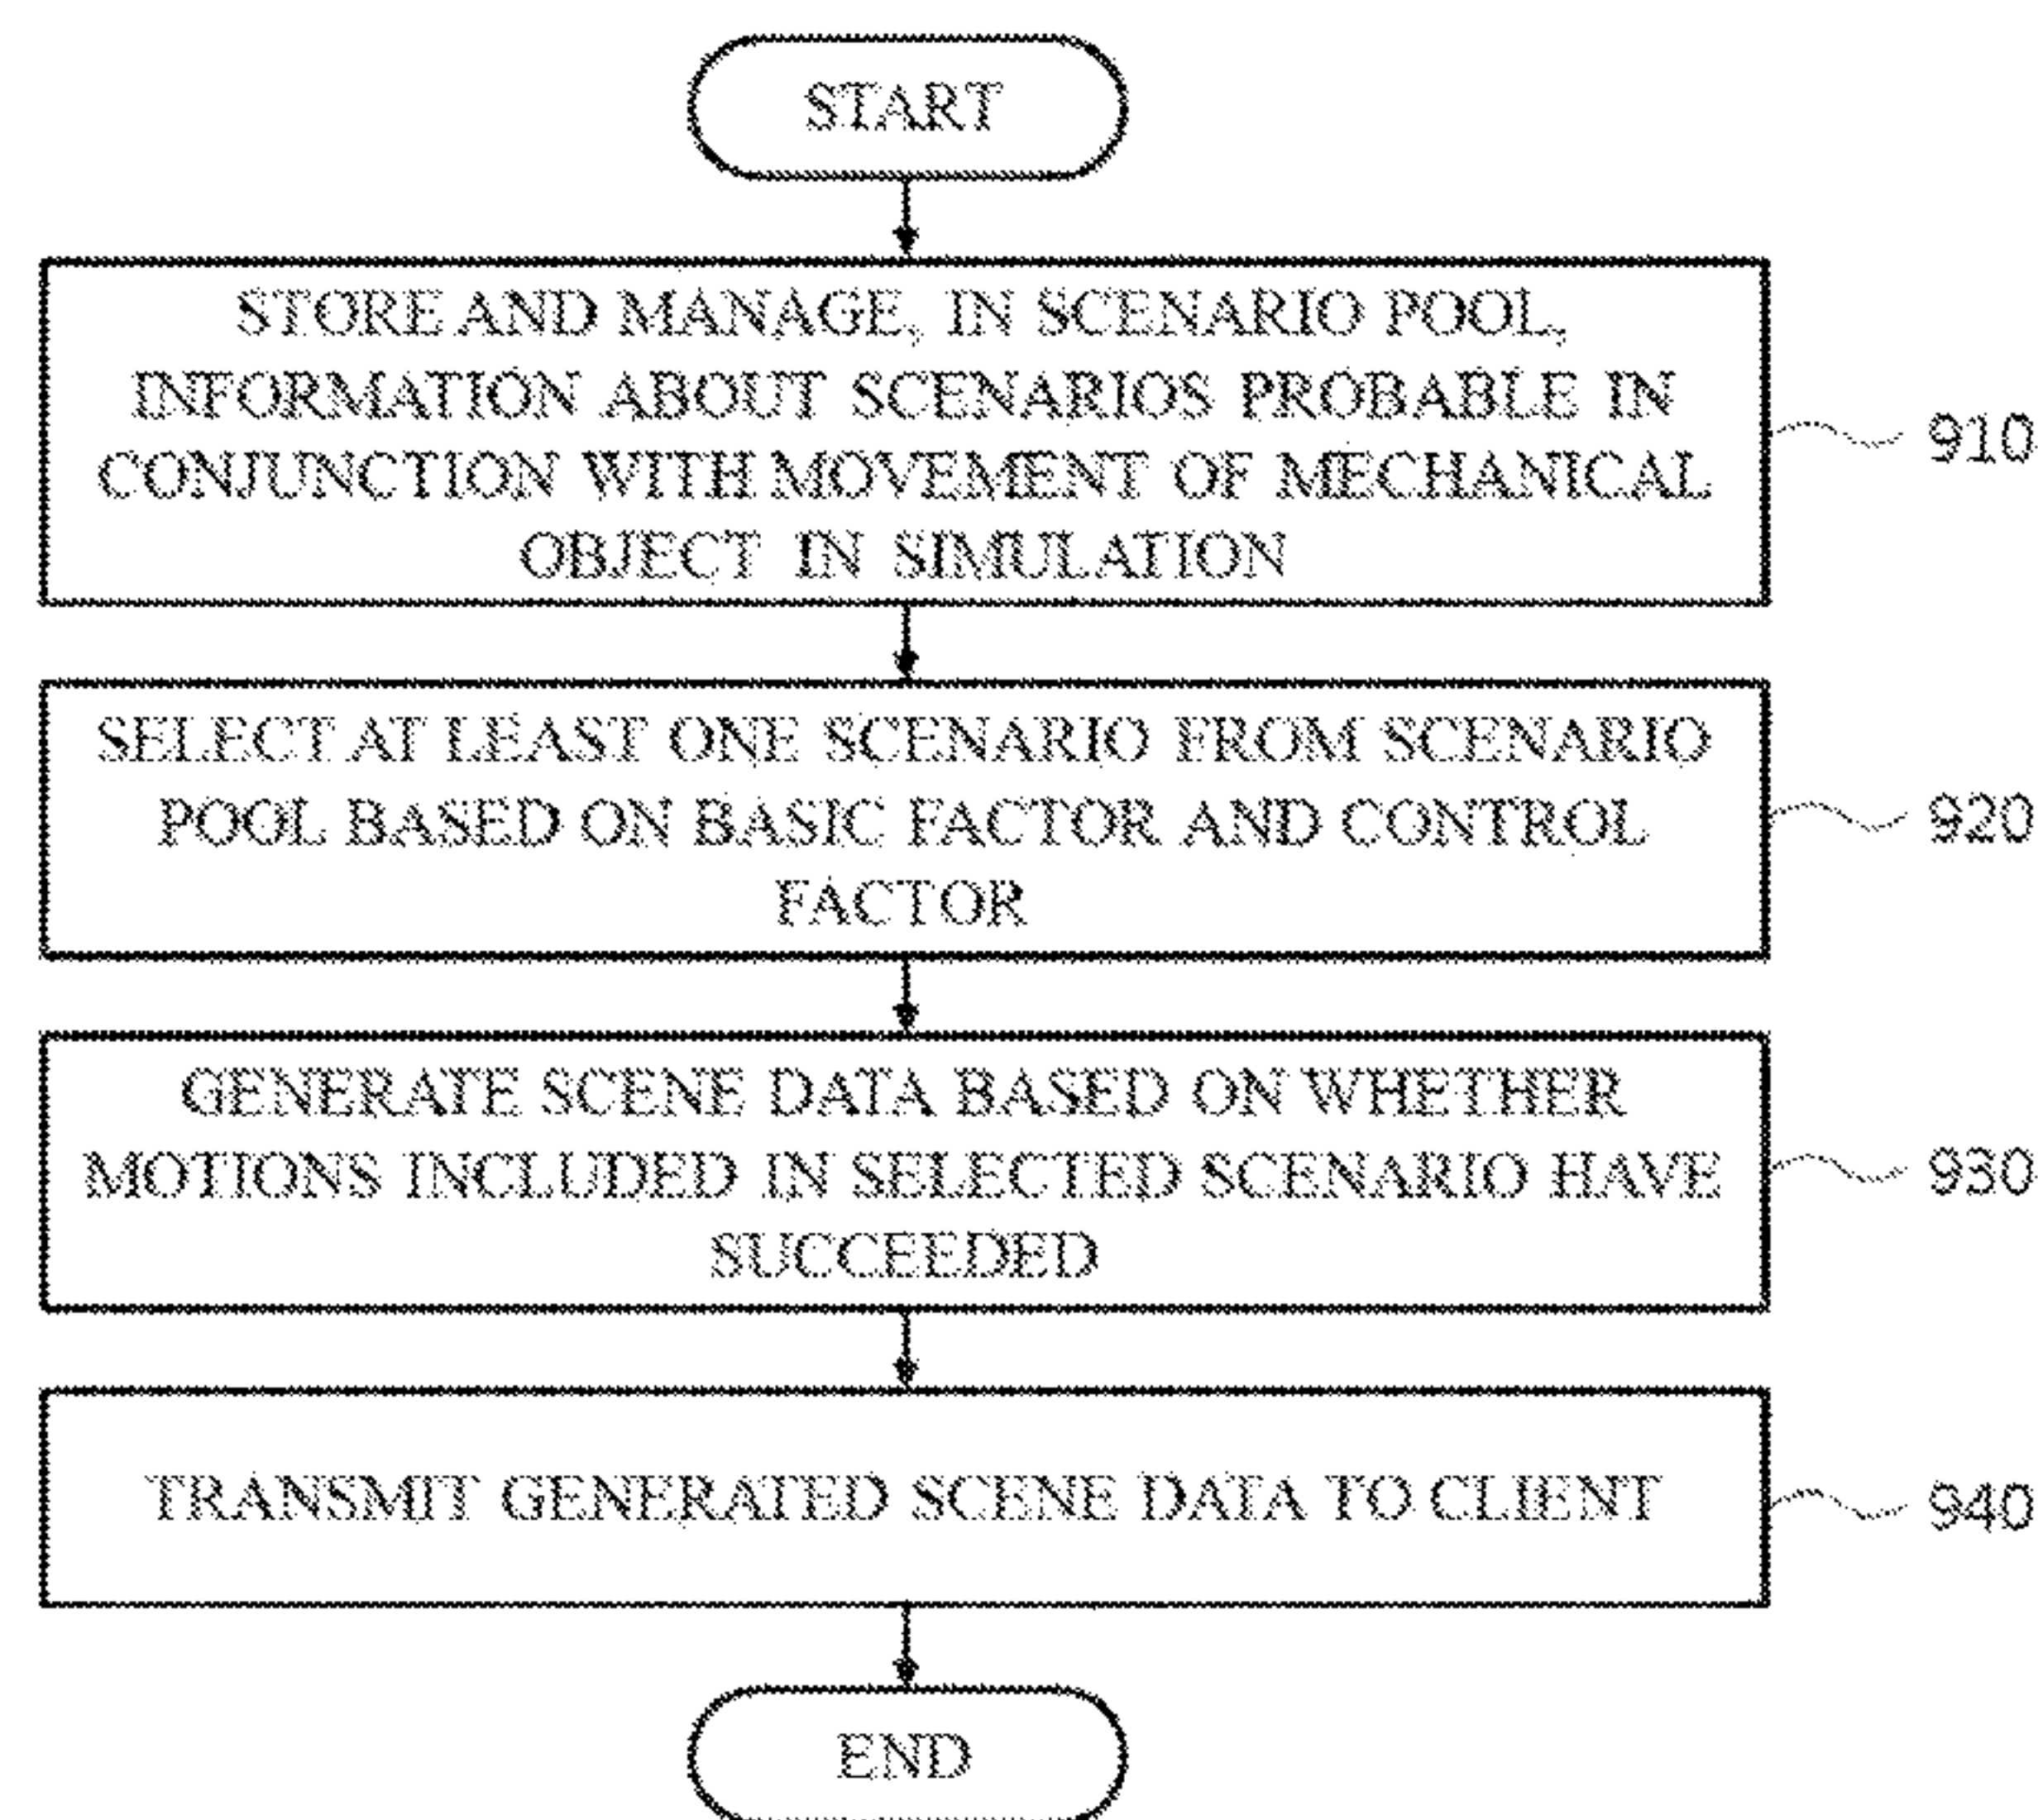 START
STORE AND MANAGE, IN SCENARIO POOL,
INFORMATION ABOUT SCENARIOS PROBABLE IN
CONJUNCTION WITH MOVEMENT OF MECHANICAL
OBJECT IN SIMULATION
910
SELECT AT LEAST ONE SCENARIO FROM SCENARIO
POOL BASED ON BASIC FACTOR AND CONTROL
FACTOR
920
GENERATE SCENE DATA BASED ON WHETHER
MOTIONS INCLUDED IN SELECTED SCENARIO HAVE
SUCCEEDED
930
TRANSMIT GENERATED SCENE DATA TO CLIENT
940
END